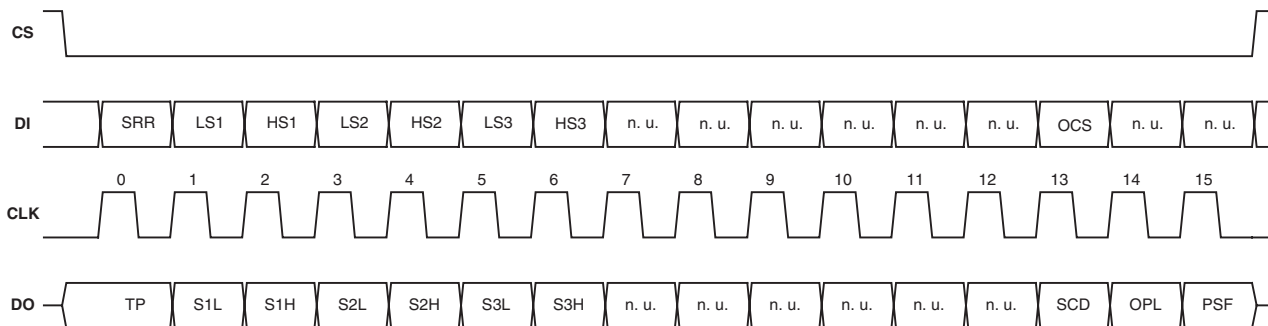 CS
DI SRR LS1 HS1 LS2 HS2 LS3 HS3 n. u. n. u. n. u. n. u. n. u. n. u. OCS n. u. n. u.
0 1 2 3 4 5 6 7 8 9 10 11 12 13 14 15
CLK
DO TP S1L S1H S2L S2H S3L S3H n. u. n. u. n. u. n. u. n. u. n. u. SCD OPL PSF